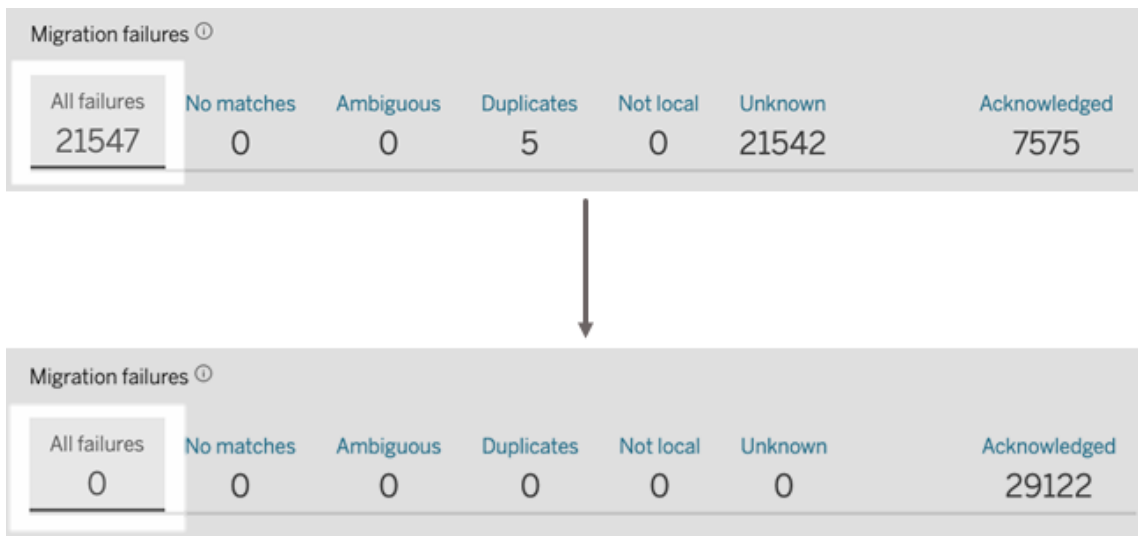 Migration failures ⓘ
All failures No matches Ambiguous Duplicates Not local Unknown Acknowledged
21547 0 0 5 0 21542 7575
Migration failures ⓘ
All failures No matches Ambiguous Duplicates Not local Unknown Acknowledged
0 0 0 0 0 0 29122